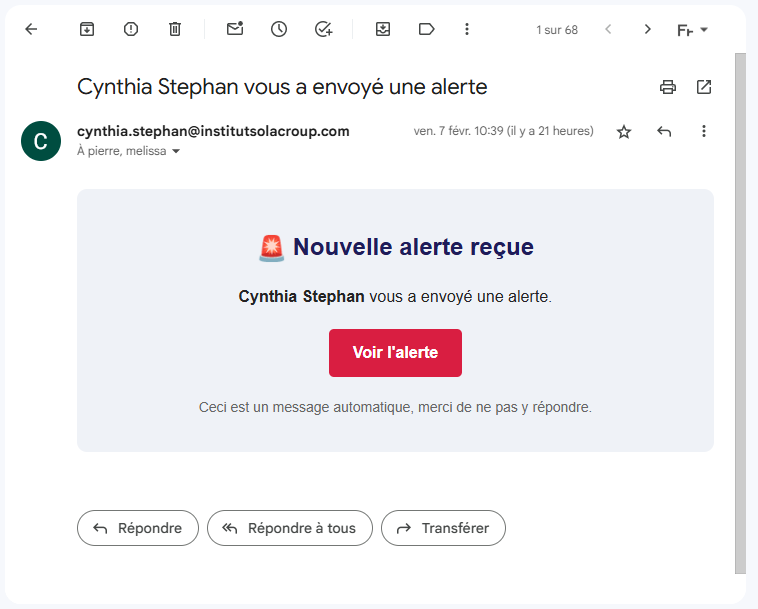 1 sur 68
Fr
Cynthia Stephan vous a envoyé une alerte
C
cynthia.stephan@institutsolacroup.com
ven. 7 févr. 10:39 (il y a 21 heures)
À pierre, melissa
Nouvelle alerte reçue
Cynthia Stephan vous a envoyé une alerte.
Voir l'alerte
Ceci est un message automatique, merci de ne pas y répondre.
Répondre
Répondre à tous
Transférer